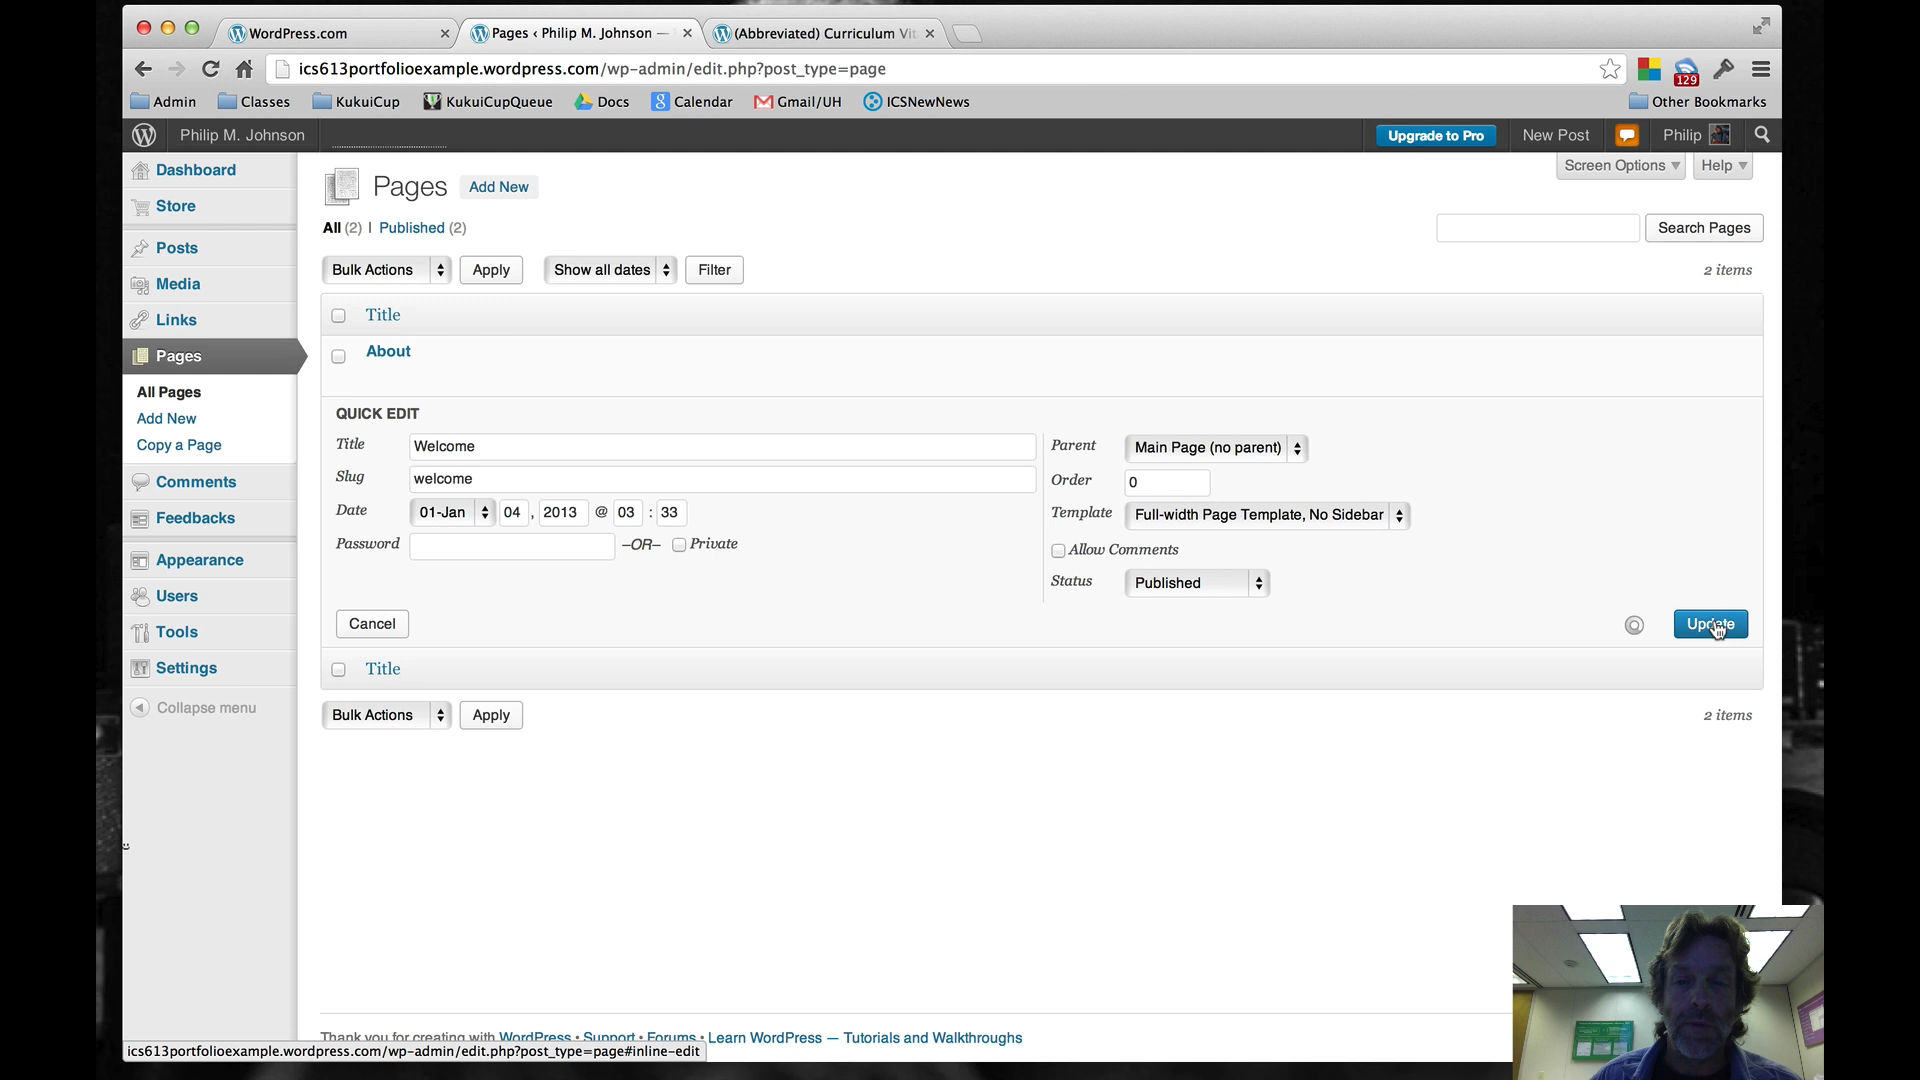 WordPress.com
Pages ‹ Philip M. Johnson —
(Abbreviated) Curriculum Vit
ics613portfolioexample.wordpress.com/wp-admin/edit.php?post_type=page
129
Admin Classes KukuiCup KukuiCupQueue Docs Calendar Gmail/UH ICSNewNews Other Bookmarks
Philip M. Johnson Upgrade to Pro New Post Philip
Dashboard
Store
Posts
Media
Links
Pages
All Pages
Add New
Copy a Page
Comments
Feedbacks
Appearance
Users
Tools
Settings
Collapse menu
Screen Options Help
Pages Add New
All (2) | Published (2)
Search Pages
Bulk Actions Apply Show all dates Filter 2 items
Title
About
QUICK EDIT
Title Welcome
Slug welcome
Date 01-Jan 04 , 2013 @ 03 : 33
Password –OR– Private
Parent Main Page (no parent)
Order 0
Template Full-width Page Template, No Sidebar
Allow Comments
Status Published
Cancel Update
Title
Bulk Actions Apply 2 items
Thank you for creating with WordPress • Support • Forums • Learn WordPress — Tutorials and Walkthroughs
ics613portfolioexample.wordpress.com/wp-admin/edit.php?post_type=page#inline-edit